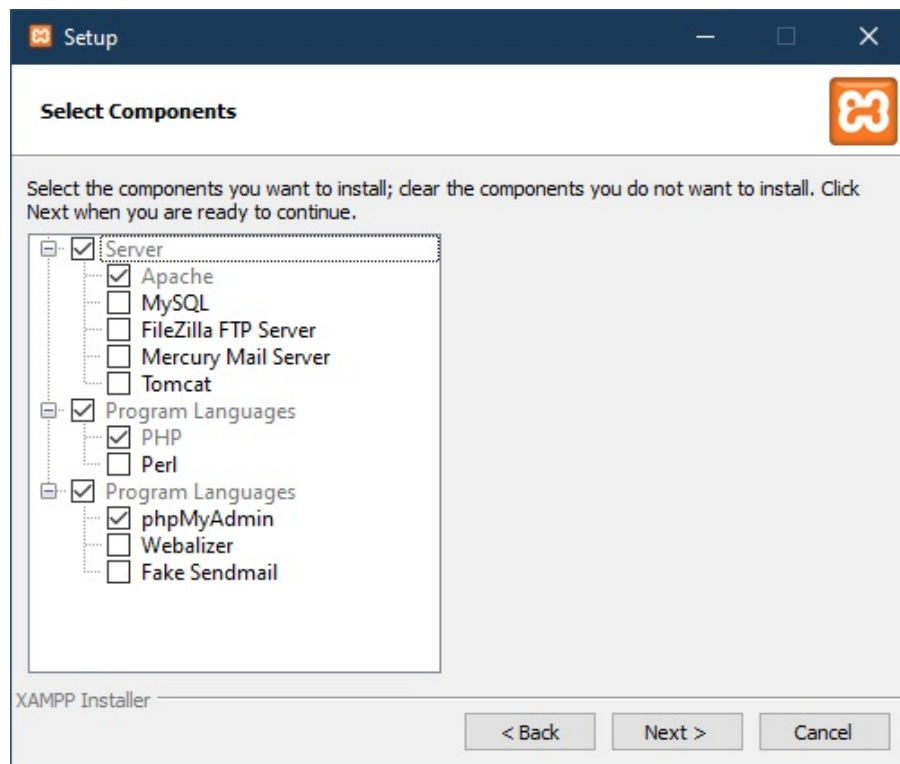 Setup
Select Components
Select the components you want to install; clear the components you do not want to install. Click
Next when you are ready to continue.
Server
Apache
MySQL
FileZilla FTP Server
Mercury Mail Server
Tomcat
Program Languages
PHP
Perl
Program Languages
phpMyAdmin
Webalizer
Fake Sendmail
XAMPP Installer
< Back
Next >
Cancel